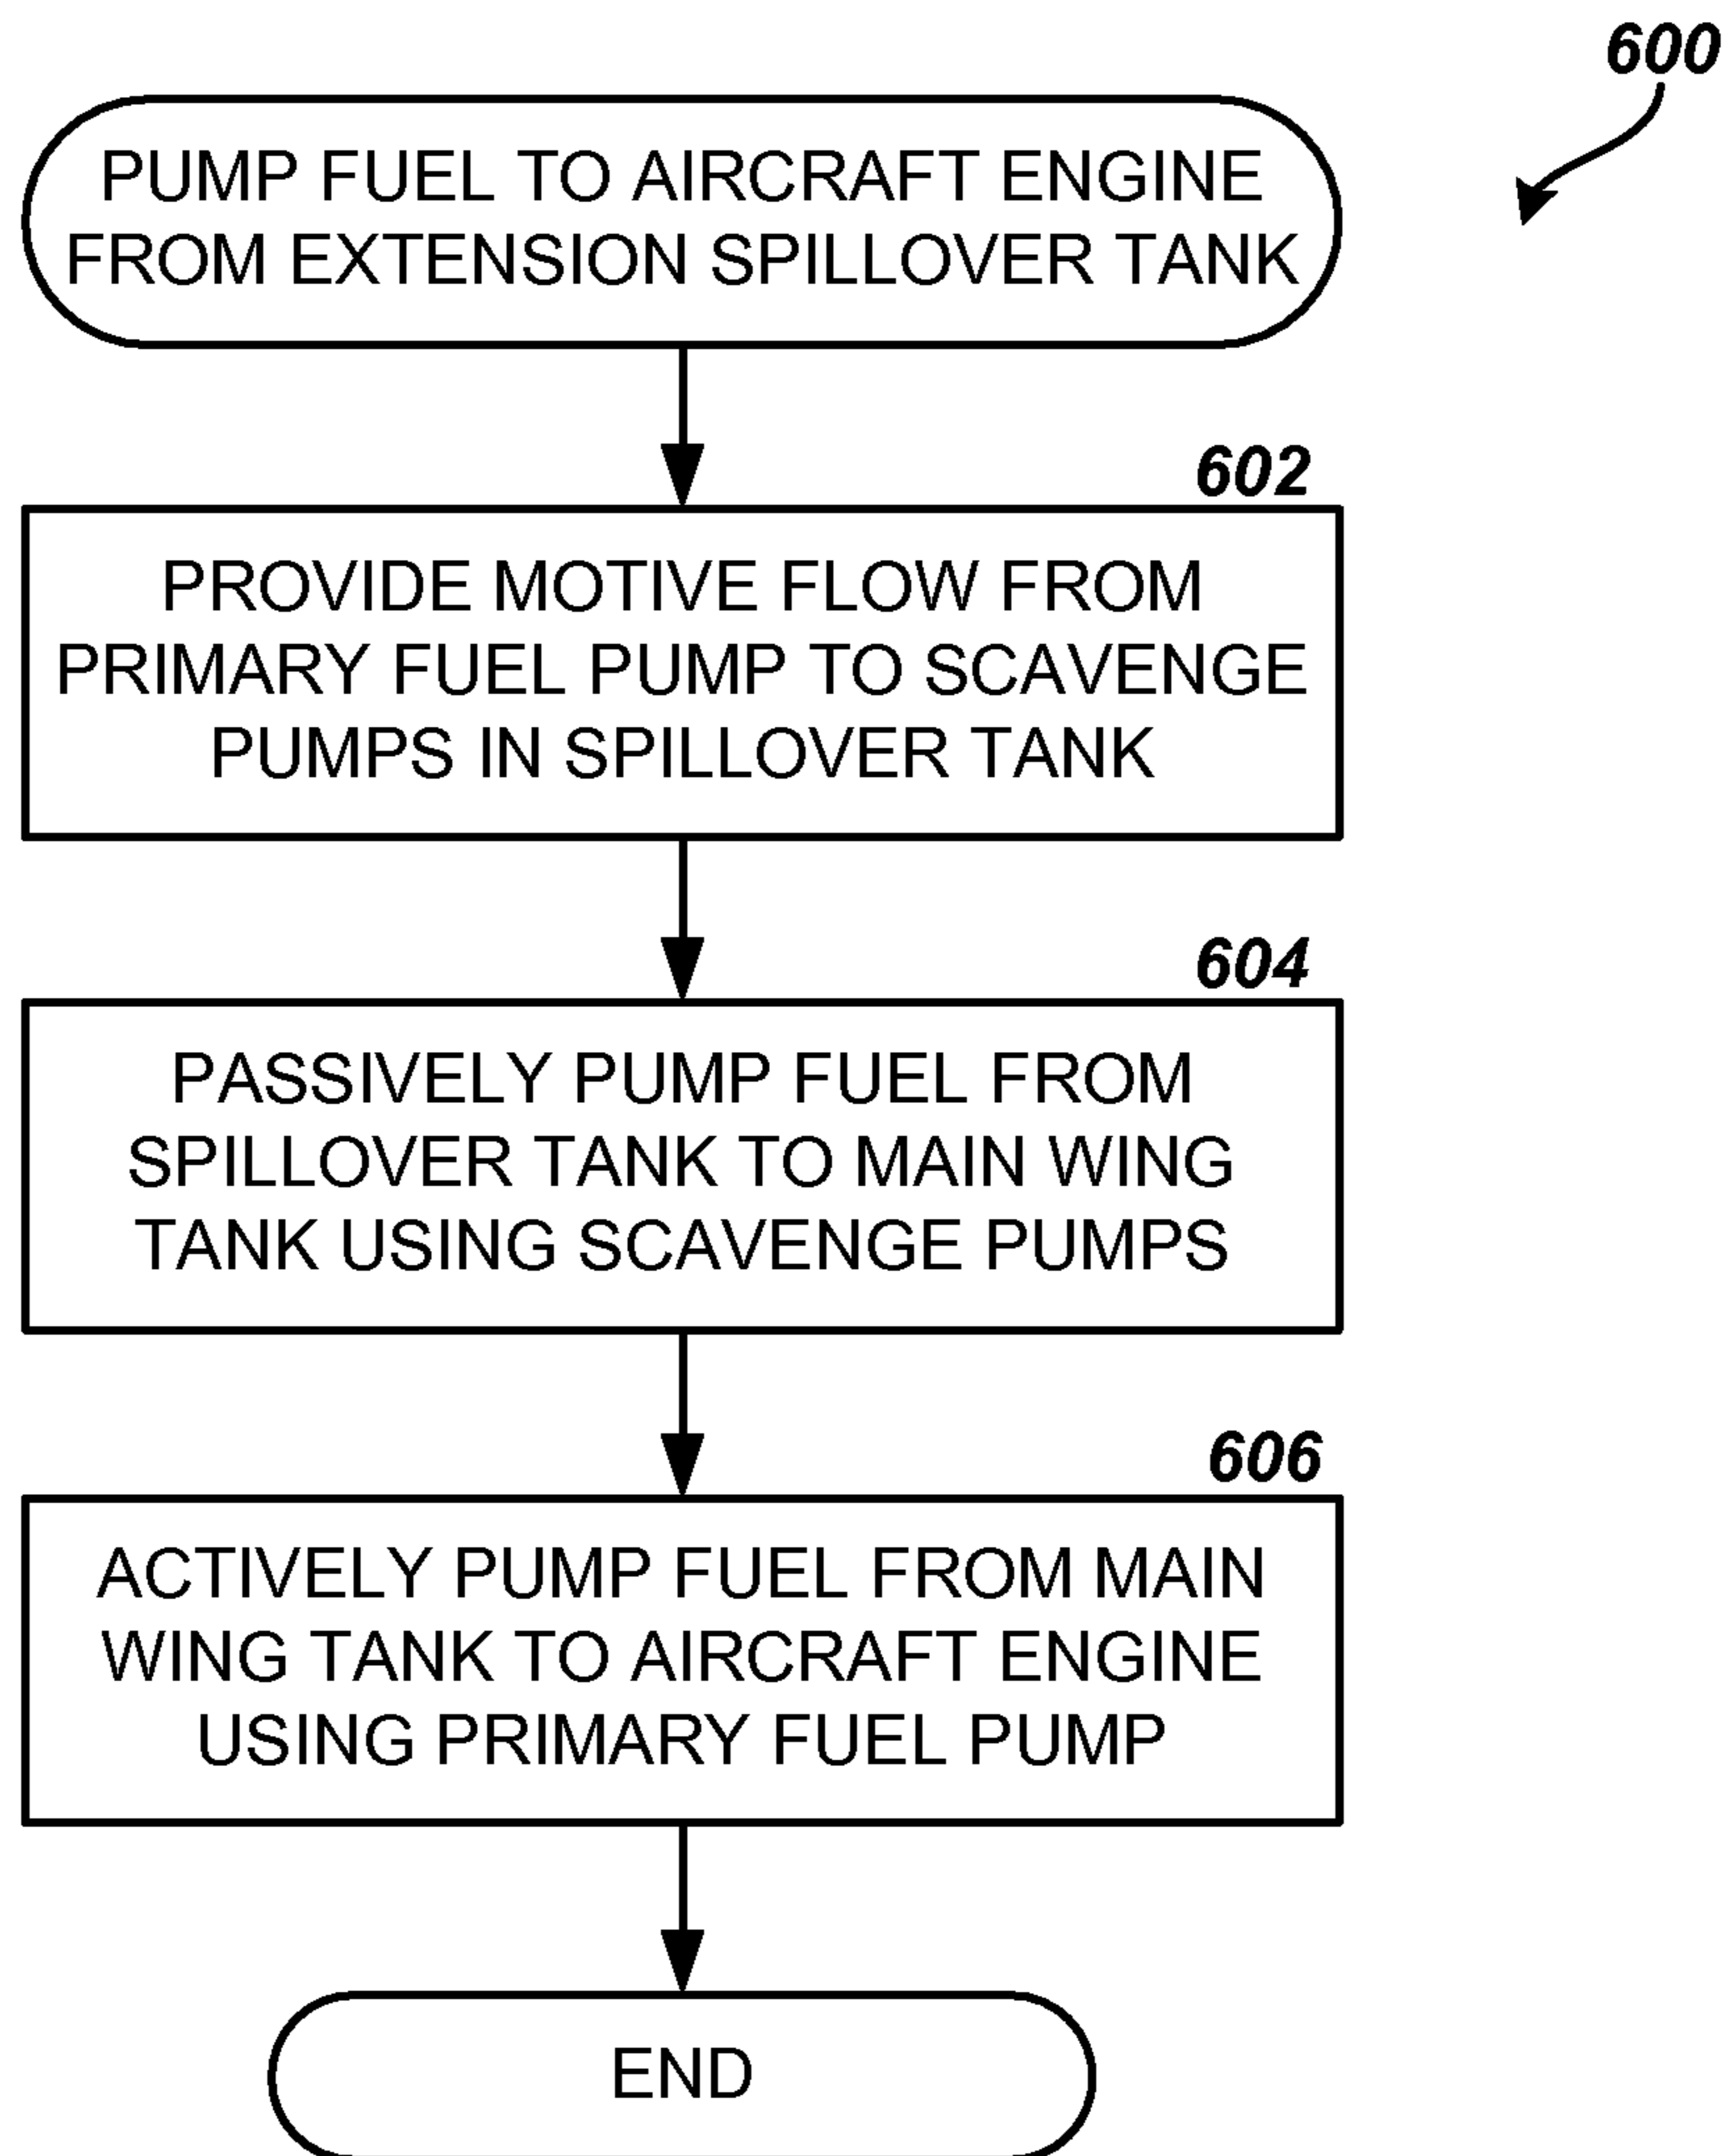 600
PUMP FUEL TO AIRCRAFT ENGINE
FROM EXTENSION SPILLOVER TANK
602
PROVIDE MOTIVE FLOW FROM
PRIMARY FUEL PUMP TO SCAVENGE
PUMPS IN SPILLOVER TANK
604
PASSIVELY PUMP FUEL FROM
SPILLOVER TANK TO MAIN WING
TANK USING SCAVENGE PUMPS
606
ACTIVELY PUMP FUEL FROM MAIN
WING TANK TO AIRCRAFT ENGINE
USING PRIMARY FUEL PUMP
END